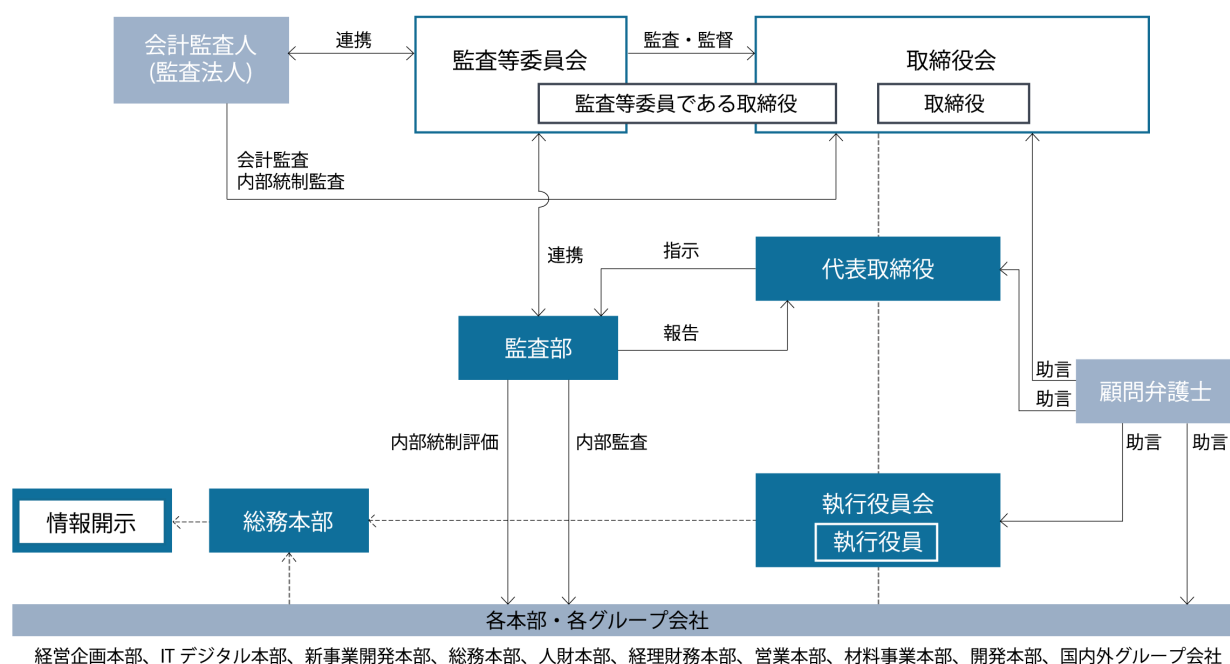 会計監査人
(監査法人)
連携
監査等委員会
監査・監督
取締役会
監査等委員である取締役
取締役
会計監査
内部統制監査
連携
指示
代表取締役
監査部
報告
助言
助言
顧問弁護士
内部統制評価
内部監査
助言
助言
情報開示
総務本部
執行役員会
執行役員
各本部・各グループ会社
経営企画本部、IT デジタル本部、新事業開発本部、総務本部、人財本部、経理財務本部、営業本部、材料事業本部、開発本部、国内外グループ会社